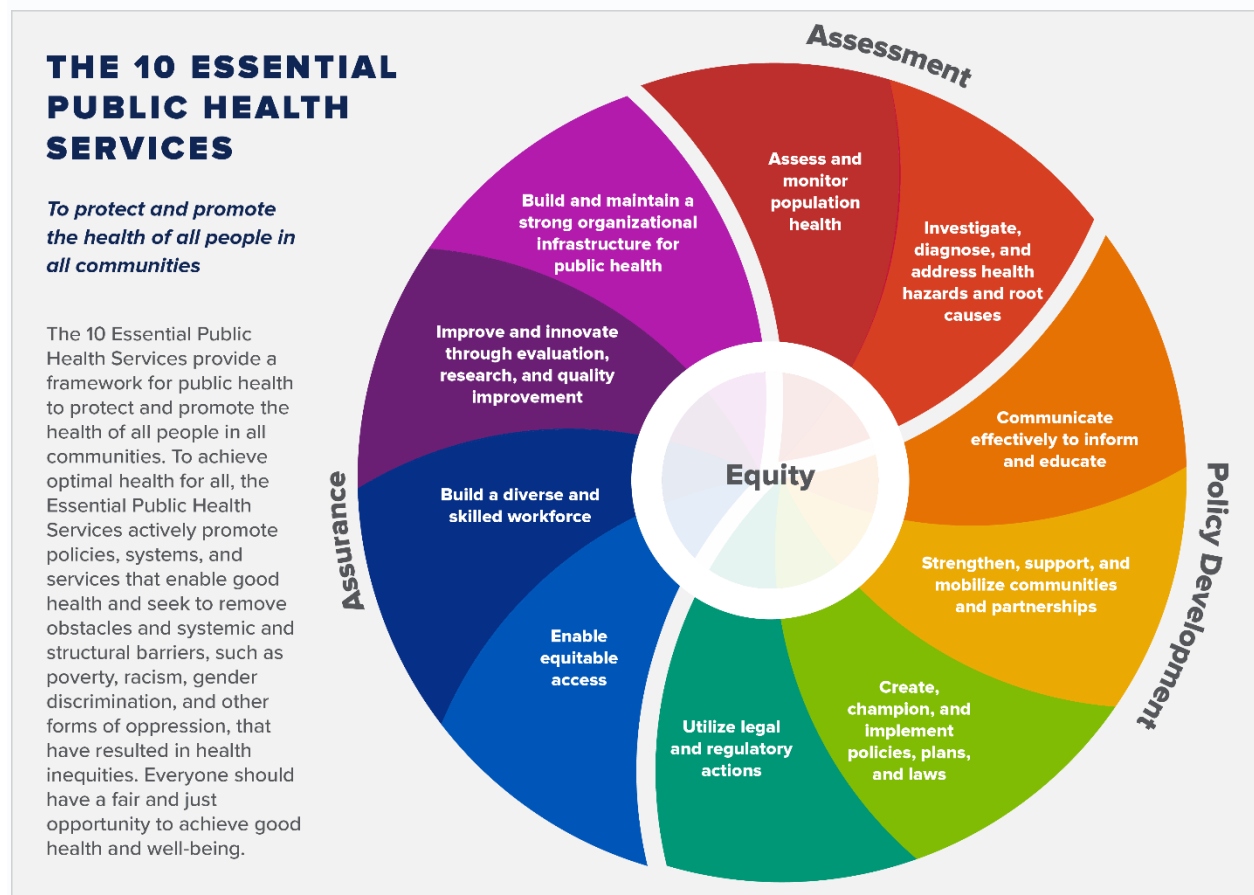 THE 10 ESSENTIAL
PUBLIC HEALTH
SERVICES
To protect and promote
the health of all people in
all communities
The 10 Essential Public
Health Services provide a
framework for public health
to protect and promote the
health of all people in all
communities. To achieve
optimal health for all, the
Essential Public Health
Services actively promote
policies, systems, and
services that enable good
health and seek to remove
obstacles and systemic and
structural barriers, such as
poverty, racism, gender
discrimination, and other
forms of oppression, that
have resulted in health
inequities. Everyone should
have a fair and just
opportunity to achieve good
health and well-being.
Assessment
Assess and
monitor
population
health
Investigate,
diagnose, and
address health
hazards and root
causes
Policy Development
Communicate
effectively to inform
and educate
Strengthen, support, and
mobilize communities
and partnerships
Create,
champion, and
implement
policies, plans,
and laws
Utilize legal
and regulatory
actions
Assurance
Enable
equitable
access
Build a diverse and
skilled workforce
Improve and innovate
through evaluation,
research, and quality
improvement
Build and maintain a
strong organizational
infrastructure for
public health
Equity